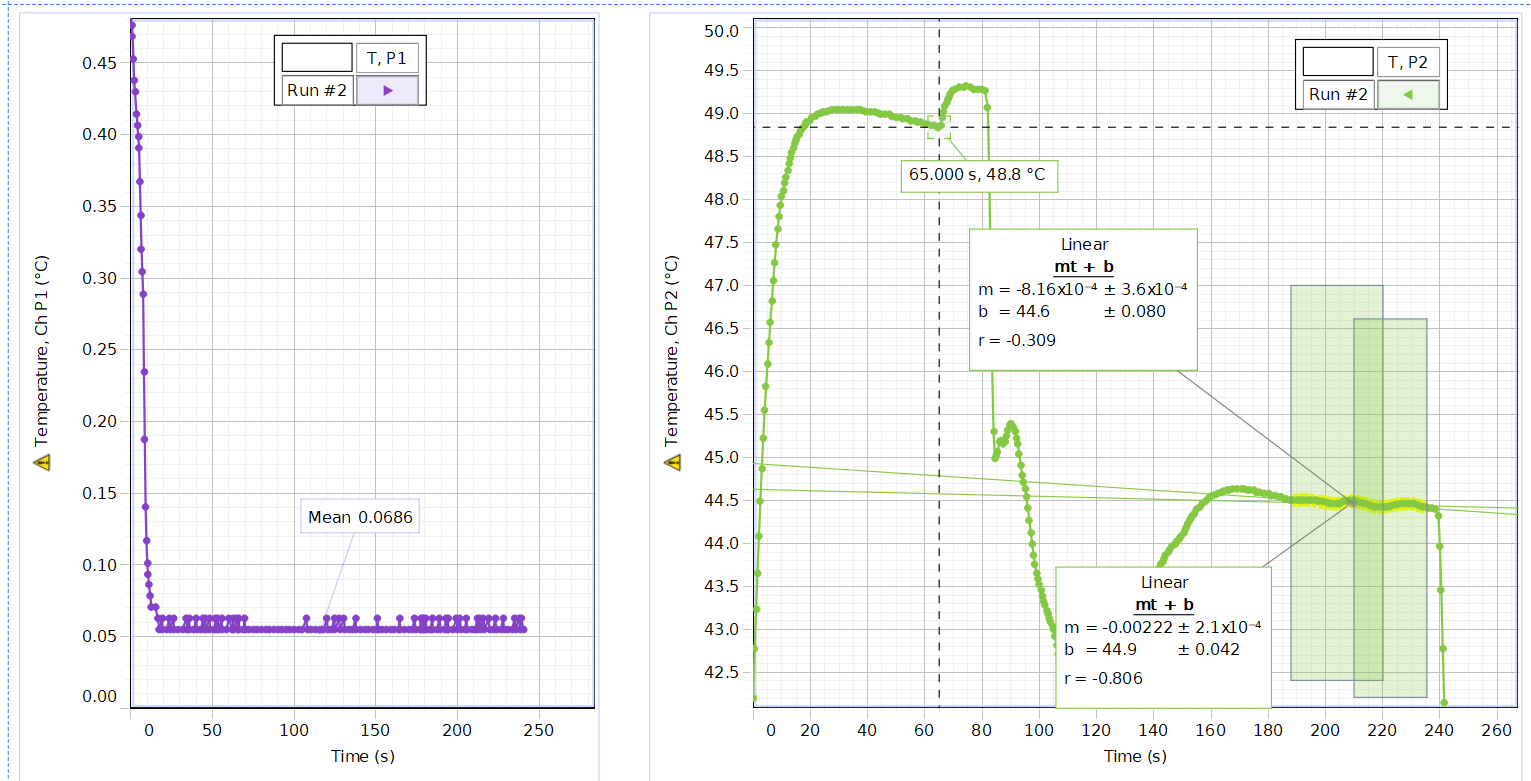 T, P1
Run #2
0.45
0.40
0.35
0.30
0.25
0.20
0.15
0.10
0.05
0.00
Temperature, Ch P1 (°C)
Mean 0.0686
0 50 100 150 200 250
Time (s)
T, P2
Run #2
50.0
49.5
49.0
48.5
48.0
47.5
47.0
46.5
46.0
45.5
45.0
44.5
44.0
43.5
43.0
42.5
Temperature, Ch P2 (°C)
65.000 s, 48.8 °C
Linear
mt + b
m = -8.16x10⁻⁴ ± 3.6x10⁻⁴
b = 44.6 ± 0.080
r = -0.309
Linear
mt + b
m = -0.00222 ± 2.1x10⁻⁴
b = 44.9 ± 0.042
r = -0.806
0 20 40 60 80 100 120 140 160 180 200 220 240 260
Time (s)